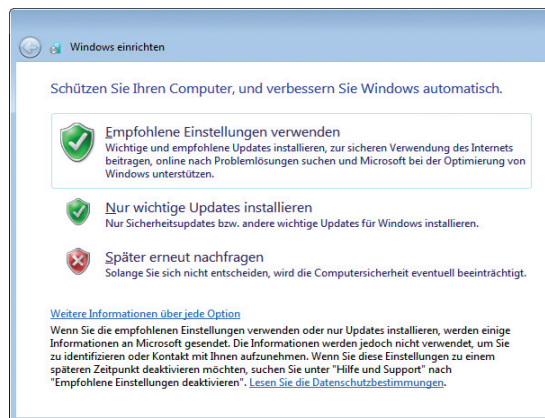 Windows einrichten
Schützen Sie Ihren Computer, und verbessern Sie Windows automatisch.
Empfohlene Einstellungen verwenden
Wichtige und empfohlene Updates installieren, zur sicheren Verwendung des Internets
beitragen, online nach Problemlösungen suchen und Microsoft bei der Optimierung von
Windows unterstützen.
Nur wichtige Updates installieren
Nur Sicherheitsupdates bzw. andere wichtige Updates für Windows installieren.
Später erneut nachfragen
Solange Sie sich nicht entscheiden, wird die Computersicherheit eventuell beeinträchtigt.
Weitere Informationen über jede Option
Wenn Sie die empfohlenen Einstellungen verwenden oder nur Updates installieren, werden einige
Informationen an Microsoft gesendet. Die Informationen werden jedoch nicht verwendet, um Sie
zu identifizieren oder Kontakt mit Ihnen aufzunehmen. Wenn Sie diese Einstellungen zu einem
späteren Zeitpunkt deaktivieren möchten, suchen Sie unter "Hilfe und Support" nach
"Empfohlene Einstellungen deaktivieren". Lesen Sie die Datenschutzbestimmungen.